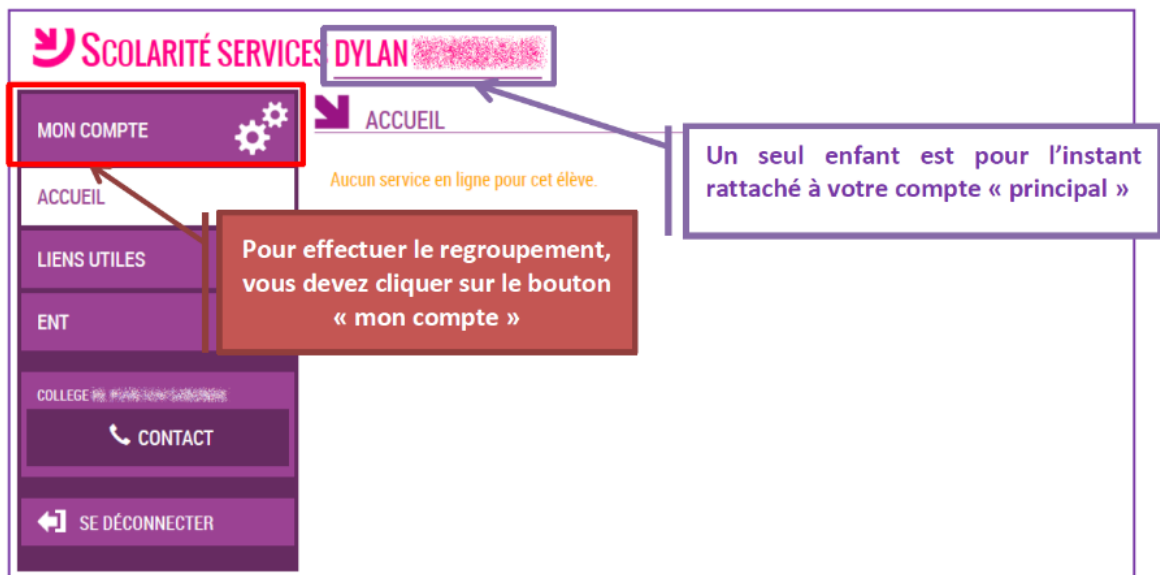 SCOLARITÉ SERVICES DYLAN
MON COMPTE
ACCUEIL
Aucun service en ligne pour cet élève.
Un seul enfant est pour l'instant
rattaché à votre compte « principal »
ACCUEIL
LIENS UTILES
ENT
Pour effectuer le regroupement,
vous devez cliquer sur le bouton
« mon compte »
COLLEGE
CONTACT
SE DÉCONNECTER